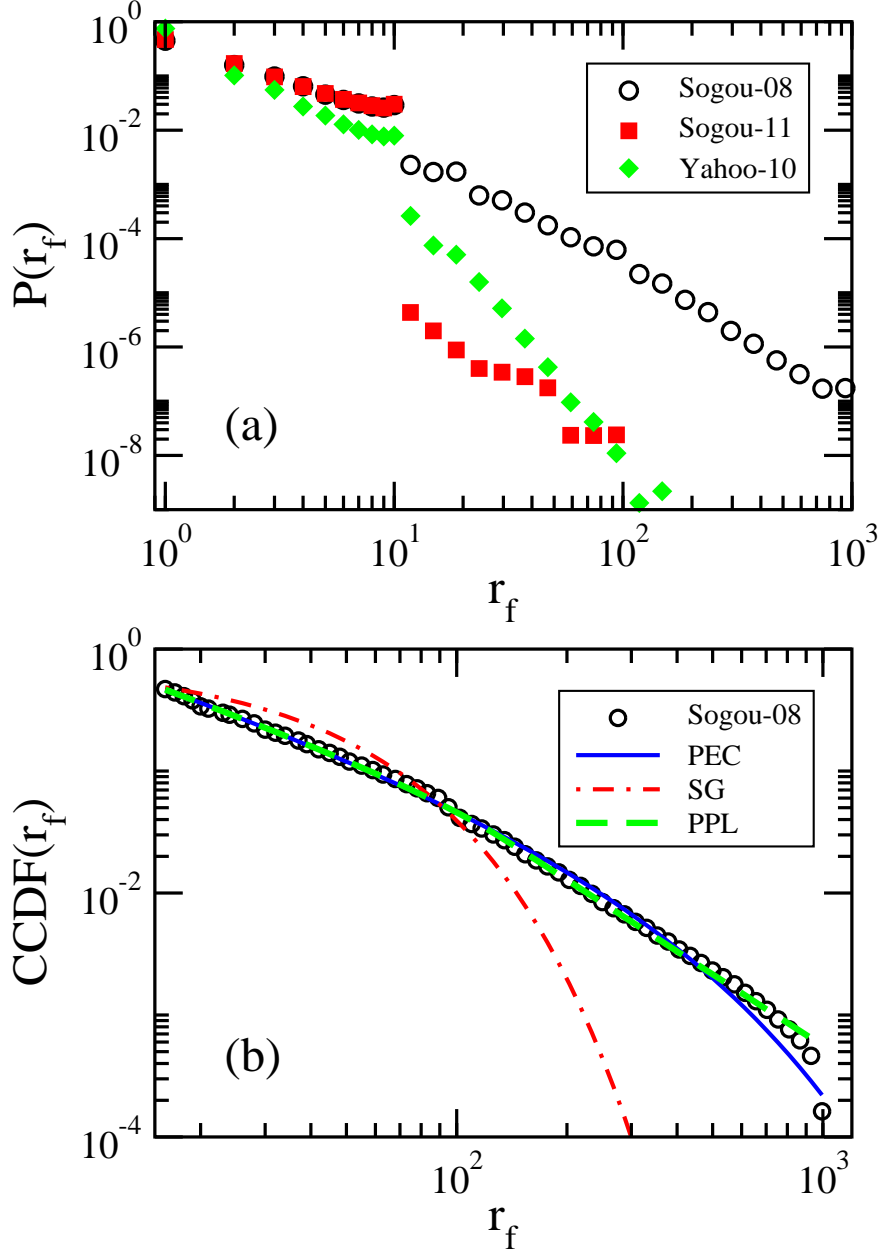 10^0
10^-2
10^-4
10^-6
10^-8
P(r_f)
Sogou-08
Sogou-11
Yahoo-10
(a)
10^0 10^1 10^2 10^3
r_f
10^0
10^-2
10^-4
CCDF(r_f)
Sogou-08
PEC
SG
PPL
(b)
10^2 10^3
r_f